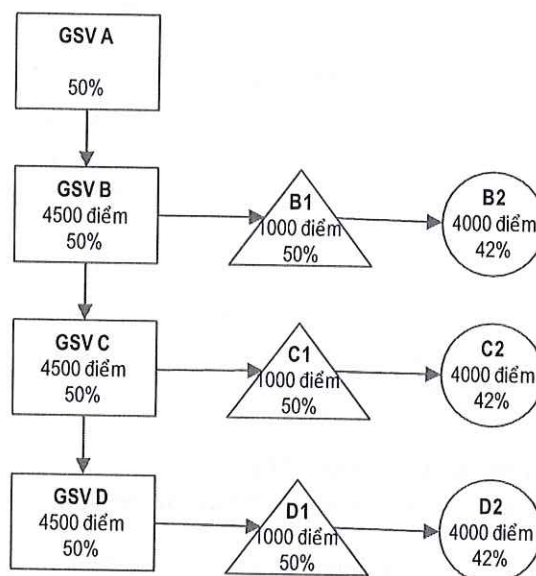 GSV A
50%
GSV B
4500 điểm
50%
B1
1000 điểm
50%
B2
4000 điểm
42%
GSV C
4500 điểm
50%
C1
1000 điểm
50%
C2
4000 điểm
42%
GSV D
4500 điểm
50%
D1
1000 điểm
50%
D2
4000 điểm
42%